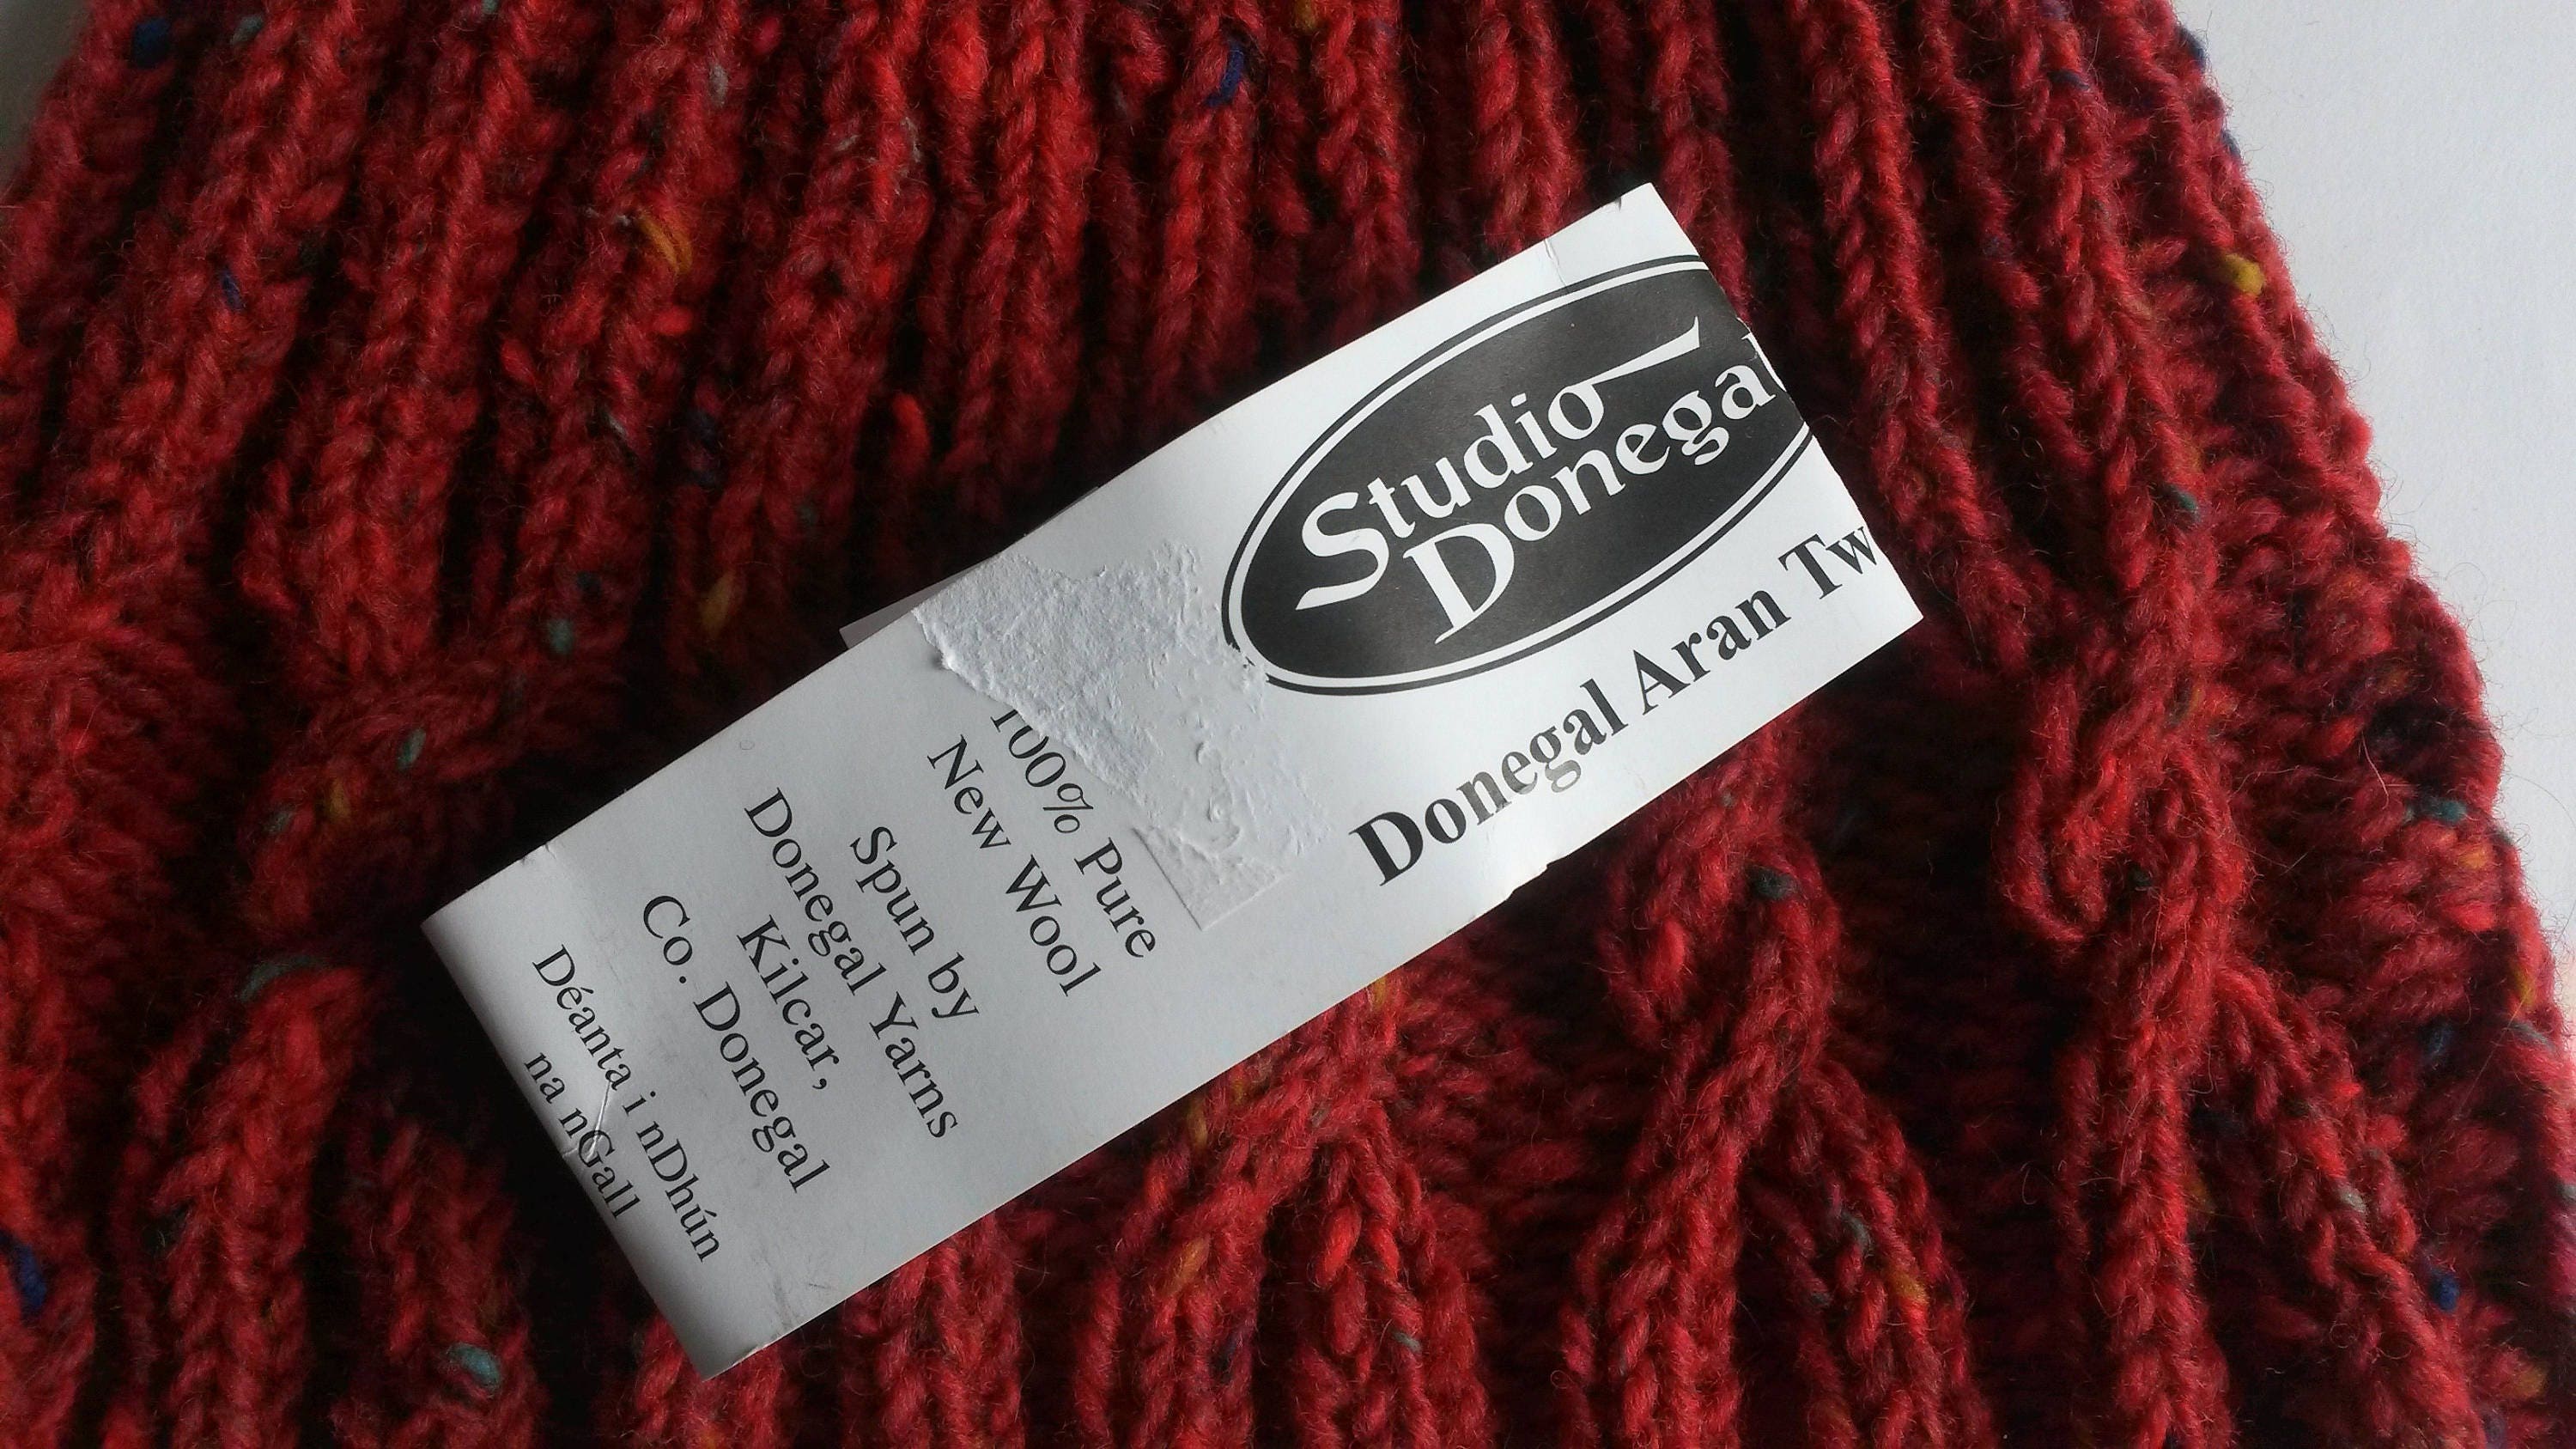 Studio
Donegal
Donegal Aran Tw
100% Pure
New Wool
Spun by
Donegal Yarns
Kilcar,
Co. Donegal
Déanta i nDhún
na nGall